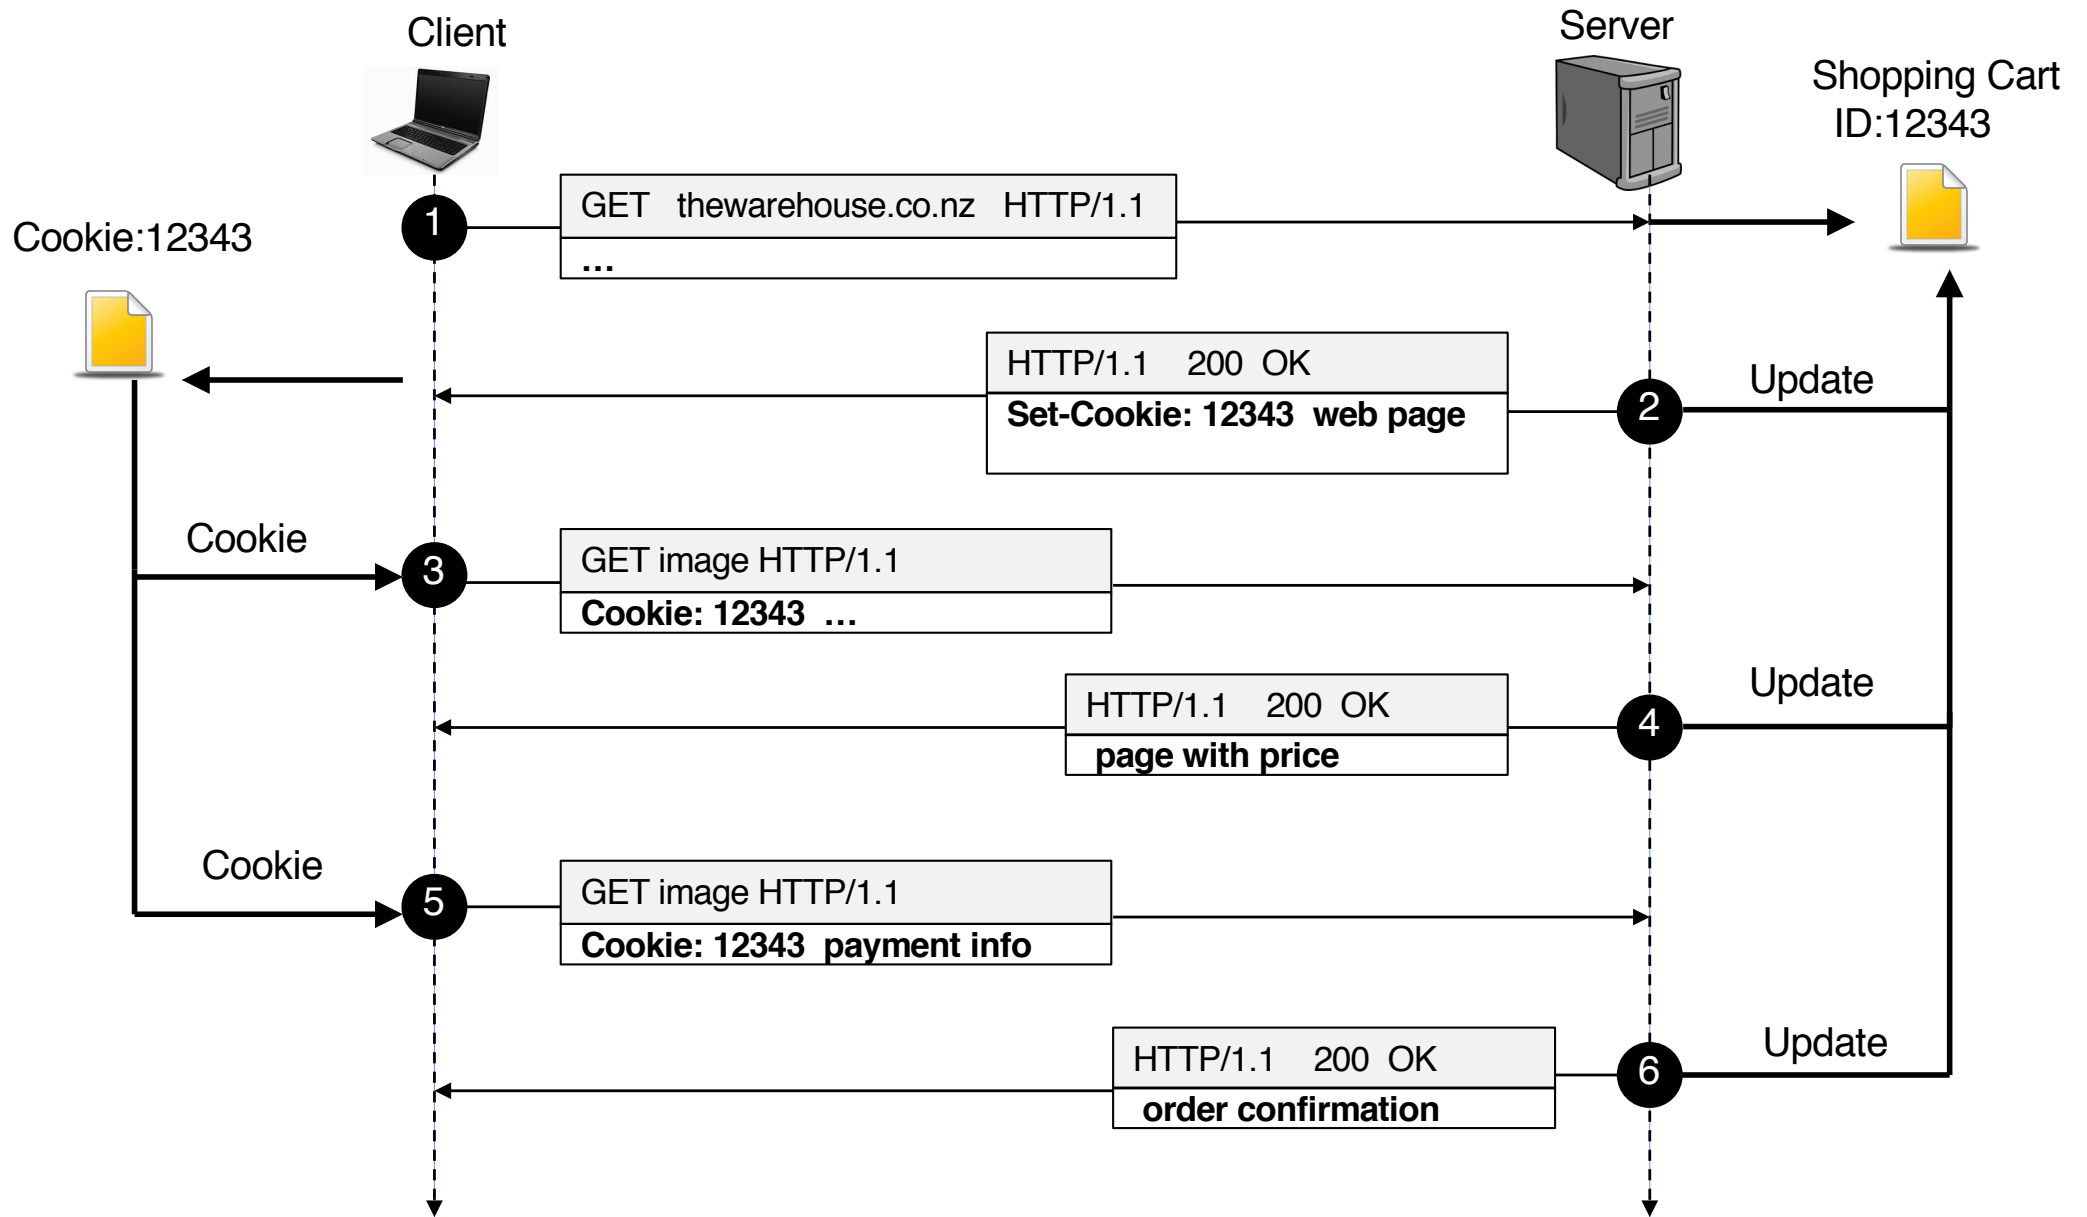 Client
Server
Shopping Cart
ID:12343
1
GET thewarehouse.co.nz HTTP/1.1
...
Cookie:12343
HTTP/1.1 200 OK
Set-Cookie: 12343 web page
2
Update
Cookie
3
GET image HTTP/1.1
Cookie: 12343 ...
HTTP/1.1 200 OK
page with price
4
Update
Cookie
5
GET image HTTP/1.1
Cookie: 12343 payment info
HTTP/1.1 200 OK
order confirmation
6
Update